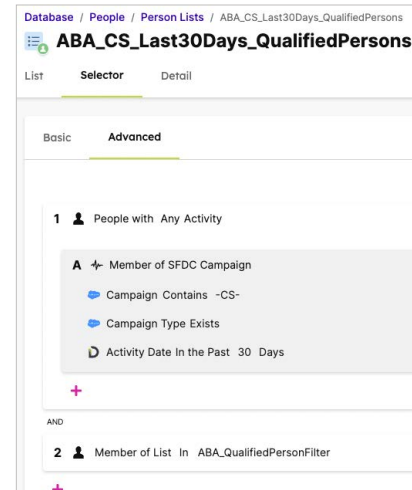 Database / People / Person Lists / ABA_CS_Last30Days_QualifiedPersons
ABA_CS_Last30Days_QualifiedPersons
List Selector Detail
Basic Advanced
1 People with Any Activity
A Member of SFDC Campaign
Campaign Contains -CS-
Campaign Type Exists
Activity Date In the Past 30 Days
+
AND
2 Member of List In ABA_QualifiedPersonFilter
+